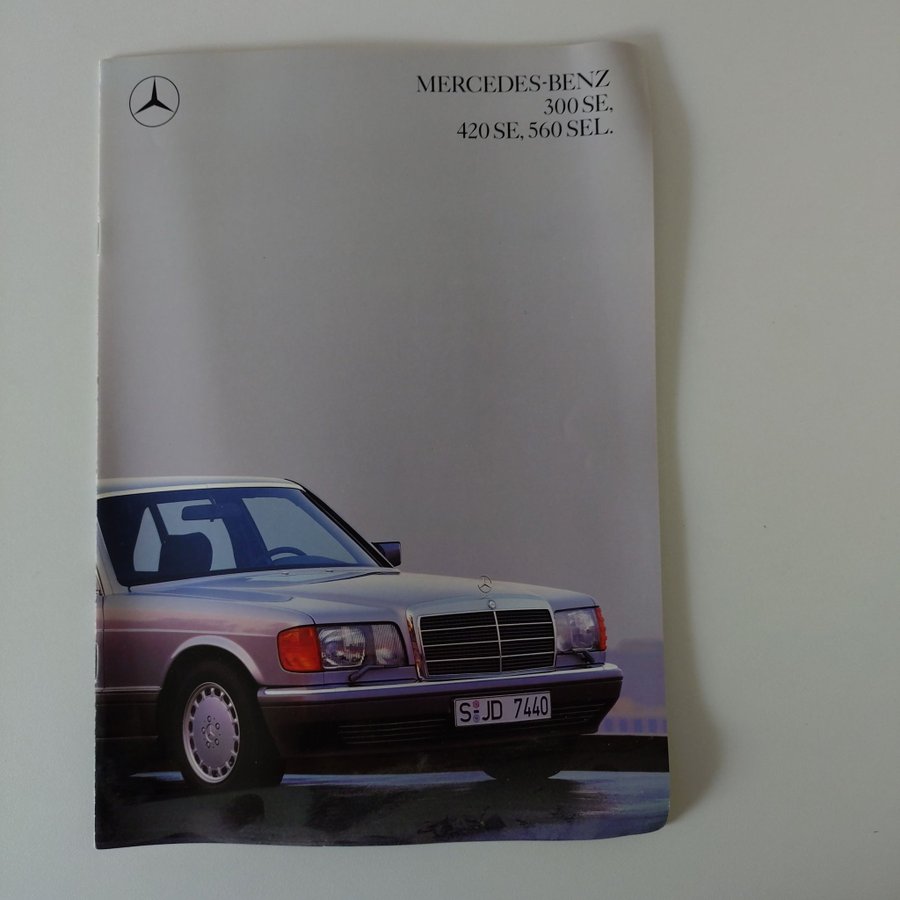 MERCEDES-BENZ
300 SE,
420 SE, 560 SEL.
S JD 7440